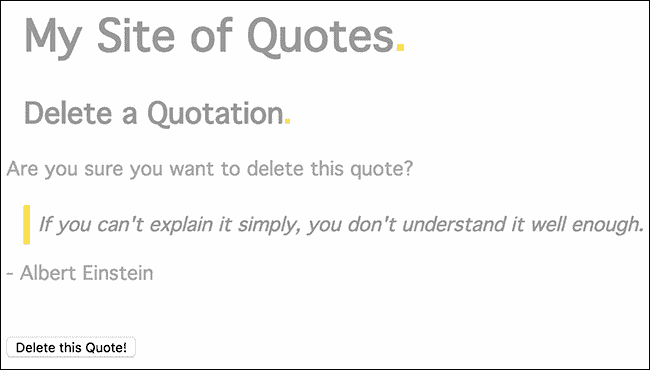 My Site of Quotes.
Delete a Quotation.
Are you sure you want to delete this quote?
If you can't explain it simply, you don't understand it well enough.
- Albert Einstein
Delete this Quote!